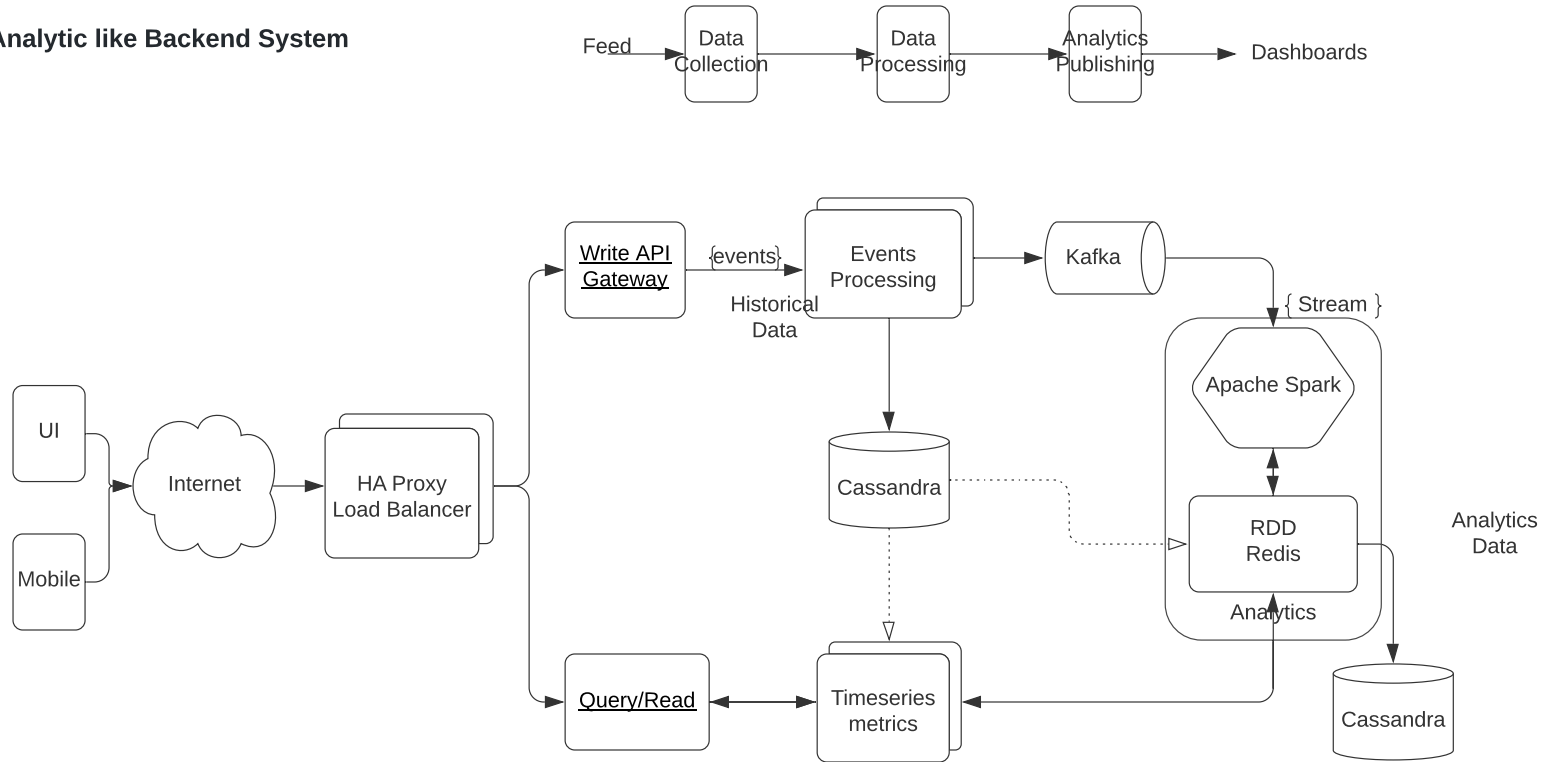 Analytic like Backend System
Feed
Data
Collection
Data
Processing
Analytics
Publishing
Dashboards
Write API
Gateway
{events}
Events
Processing
Kafka
Historical
Data
{ Stream }
Apache Spark
UI
Internet
HA Proxy
Load Balancer
Cassandra
RDD
Redis
Analytics
Data
Mobile
Analytics
Query/Read
Timeseries
metrics
Cassandra